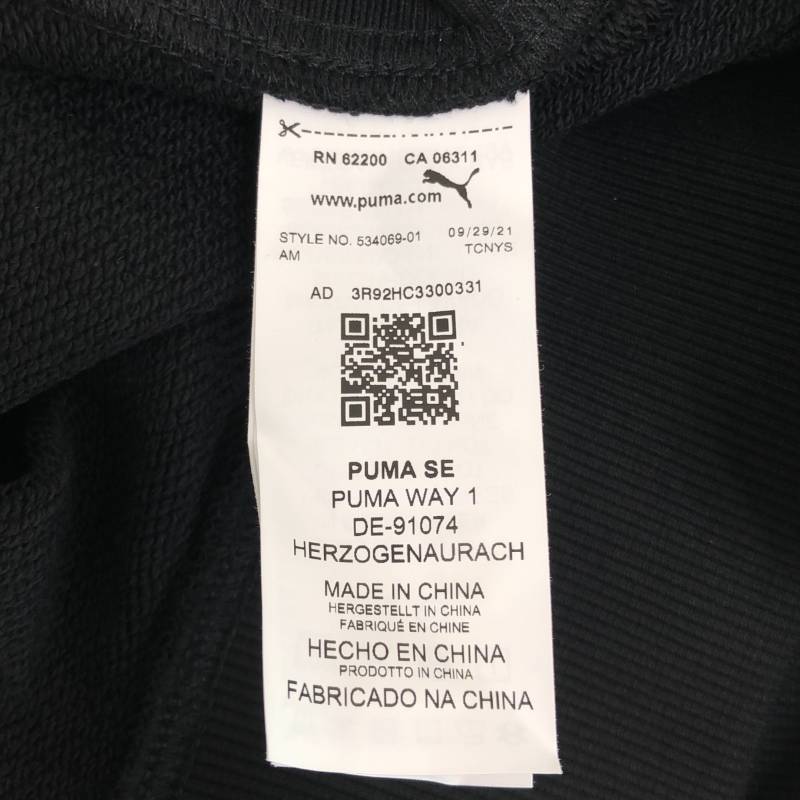 RN 62200 CA 06311
www.puma.com
STYLE NO. 534069-01 09/29/21
AM TCNYS
AD 3R92HC3300331
PUMA SE
PUMA WAY 1
DE-91074
HERZOGENAURACH
MADE IN CHINA
HERGESTELLT IN CHINA
FABRIQUÉ EN CHINE
HECHO EN CHINA
PRODOTTO IN CHINA
FABRICADO NA CHINA